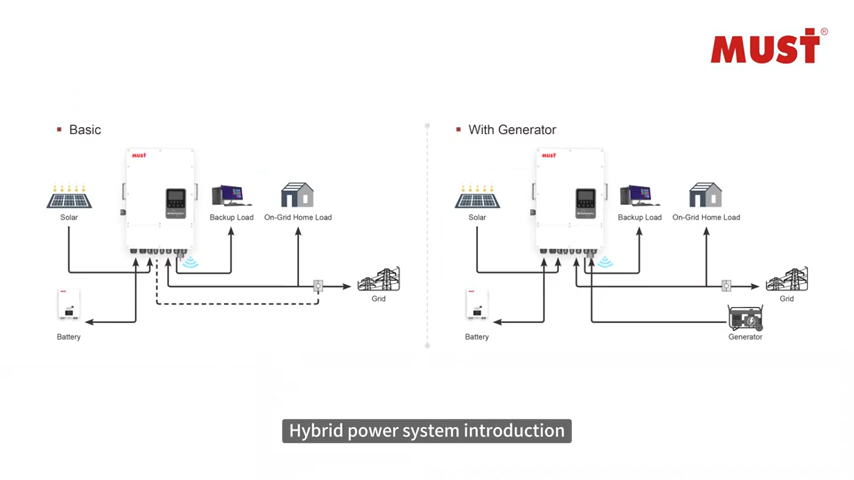 MUST®
Basic
MUST
Solar
Backup Load
On-Grid Home Load
Grid
Battery
With Generator
MUST
Solar
Backup Load
On-Grid Home Load
Grid
Battery
Generator
Hybrid power system introduction